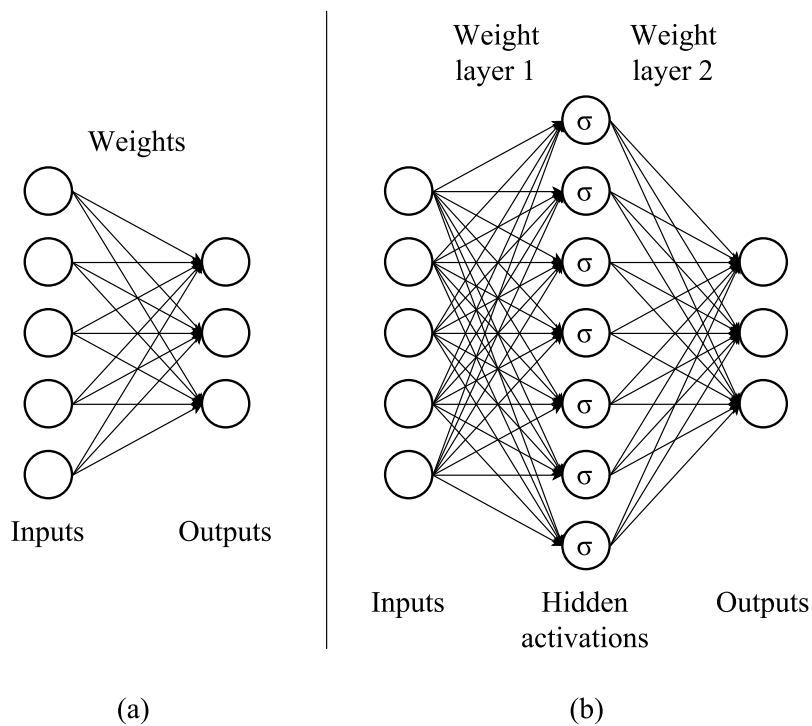 Weights
Inputs
Outputs
(a)
Weight
layer 1
Weight
layer 2
σ
σ
σ
σ
σ
σ
σ
Inputs
Hidden
activations
Outputs
(b)